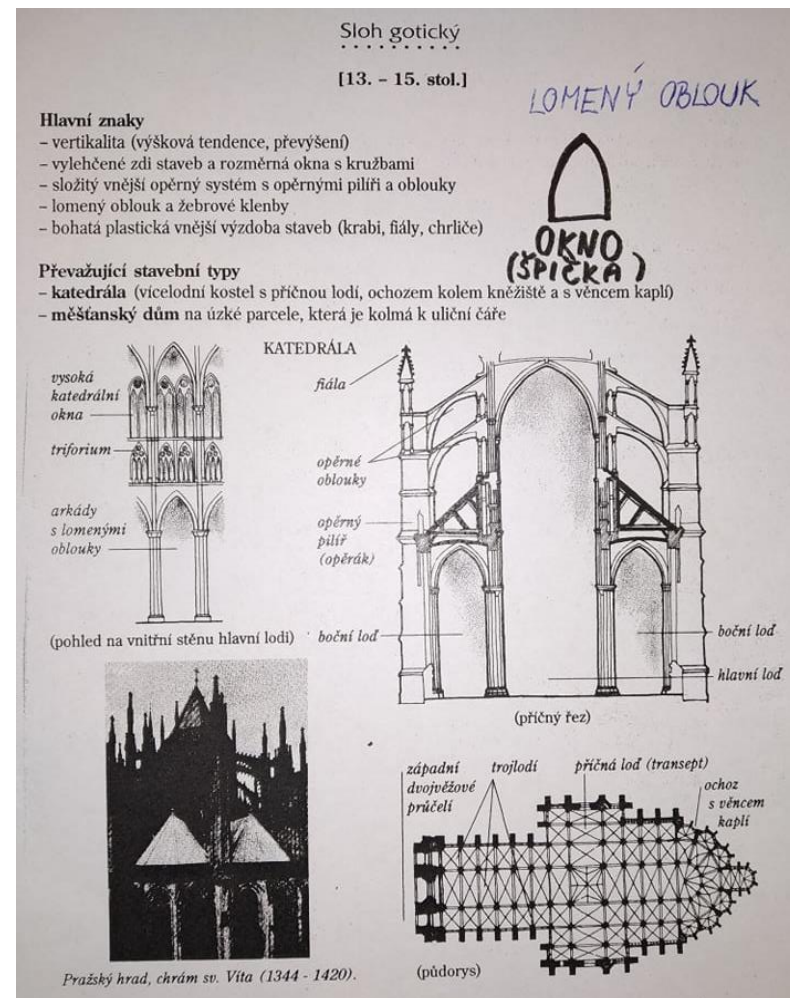 Sloh gotický
[13. – 15. stol.]
LOMENÝ OBLOUK
Hlavní znaky
– vertikalita (výšková tendence, převýšení)
– vylehčené zdi staveb a rozměrná okna s kružbami
– složitý vnější opěrný systém s opěrnými pilíři a oblouky
– lomený oblouk a žebrové klenby
– bohatá plastická vnější výzdoba staveb (krabi, fiály, chrliče)
OKNO
(ŠPIČKA)
Převažující stavební typy
– katedrála (vícelodní kostel s příčnou lodí, ochozem kolem kněžiště a s věncem kaplí)
– měšťanský dům na úzké parcele, která je kolmá k uliční čáře
KATEDRÁLA
vysoká
katedrální
okna
triforium
arkády
s lomenými
oblouky
(pohled na vnitřní stěnu hlavní lodi)
fiála
opěrné
oblouky
opěrný
pilíř
(opěrák)
boční loď
boční loď
hlavní loď
(příčný řez)
západní
dvojvěžové
průčelí
trojlodí
příčná loď (transept)
ochoz
s věncem
kaplí
(půdorys)
Pražský hrad, chrám sv. Víta (1344 - 1420).